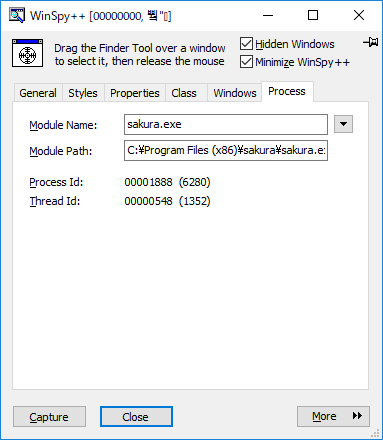 WinSpy++ [00000000, 뻭"▯]
Drag the Finder Tool over a window
to select it, then release the mouse
Hidden Windows
Minimize WinSpy++
General Styles Properties Class Windows Process
Module Name: sakura.exe
Module Path: C:¥Program Files (x86)¥sakura¥sakura.ex
Process Id: 00001888 (6280)
Thread Id: 00000548 (1352)
Capture Close More